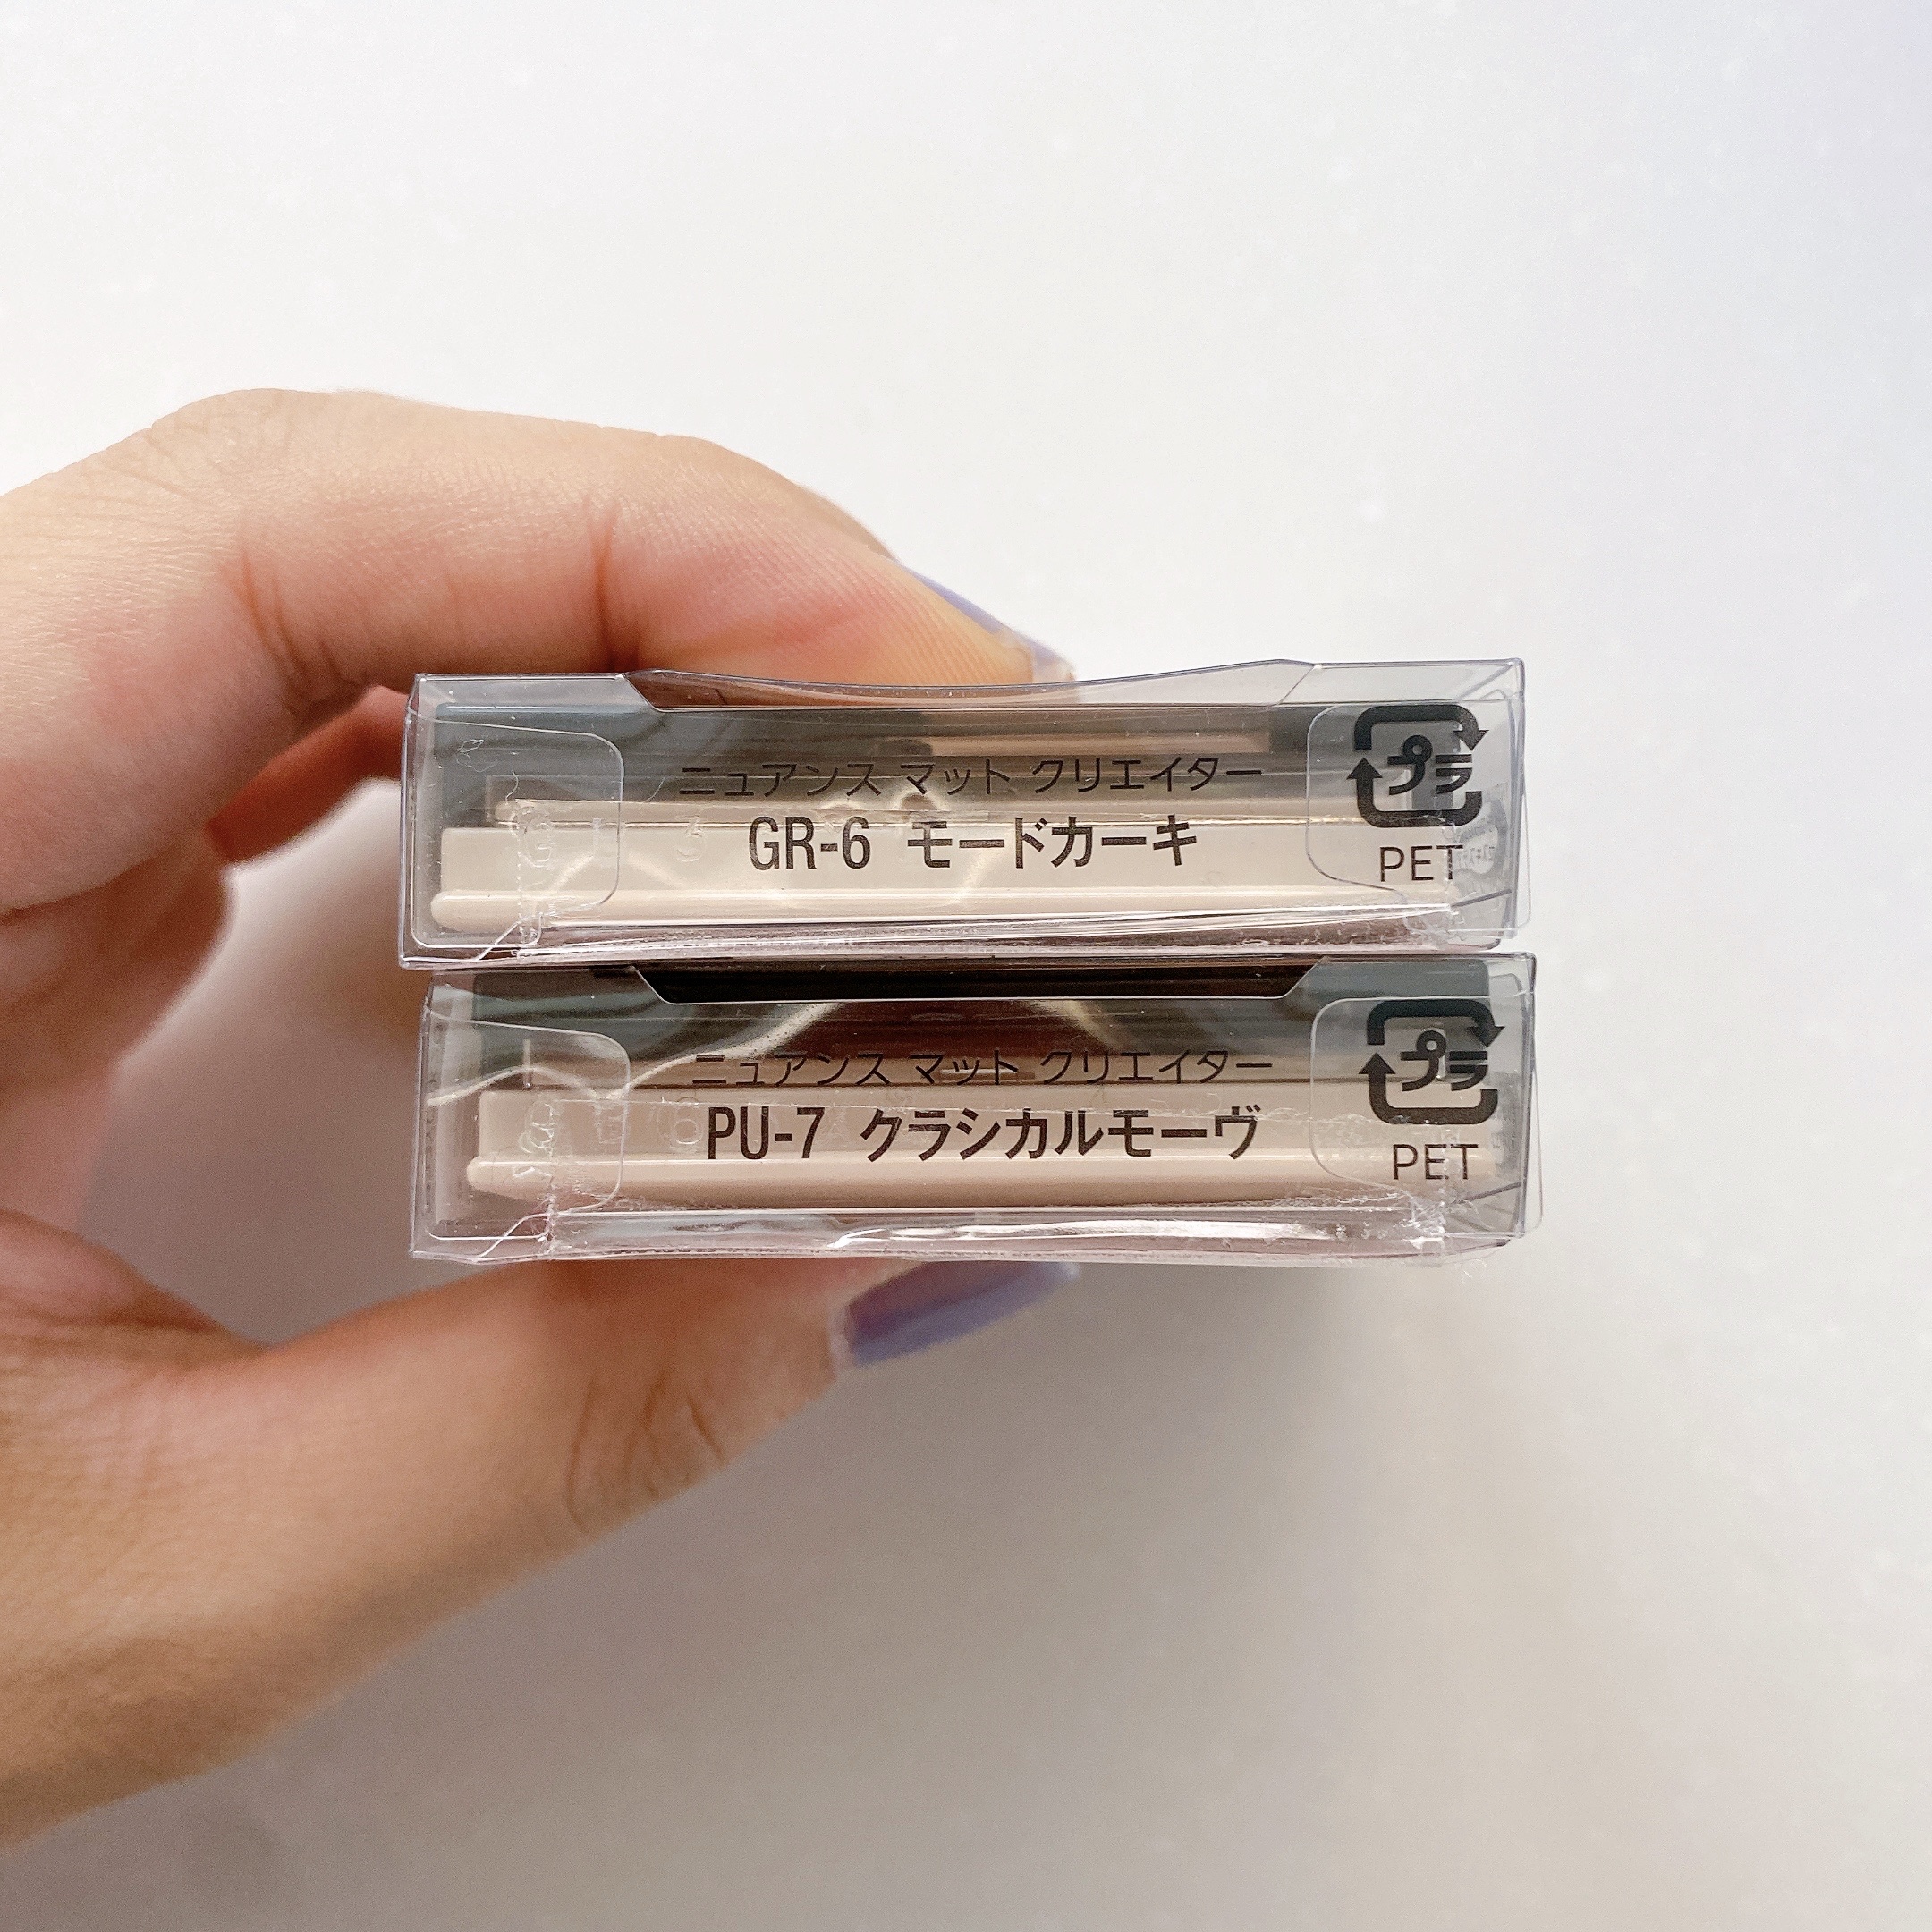 ニュアンス マット クリエイター
GR-6 モードカーキ
プラ
PET
ニュアンス マット クリエイター
PU-7 クラシカルモーヴ
プラ
PET